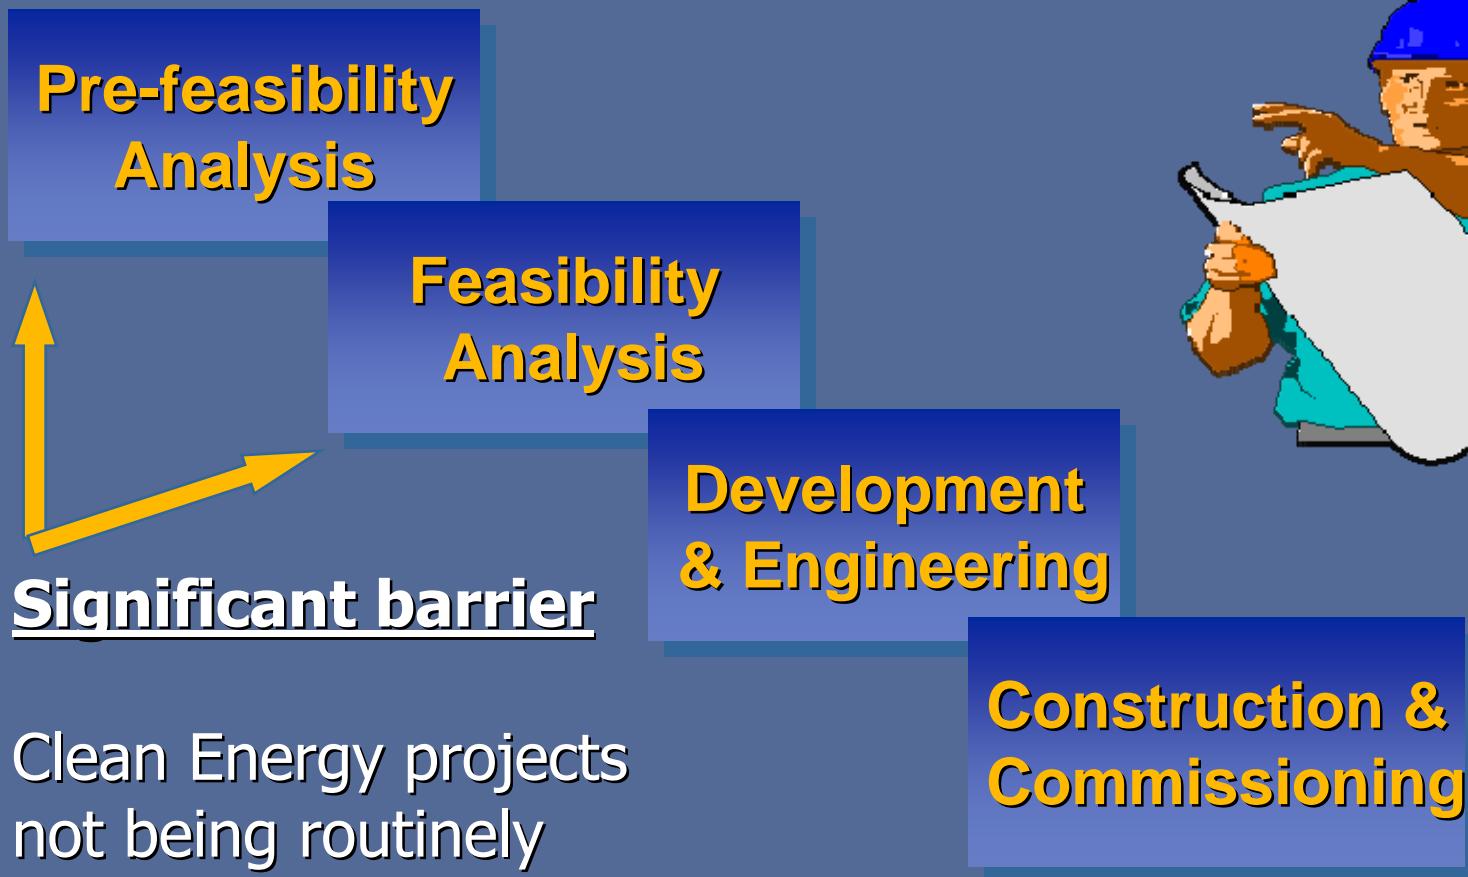 Pre-feasibility
Analysis
Feasibility
Analysis
Development
& Engineering
Significant barrier
Construction &
Commissioning
Clean Energy projects
not being routinely